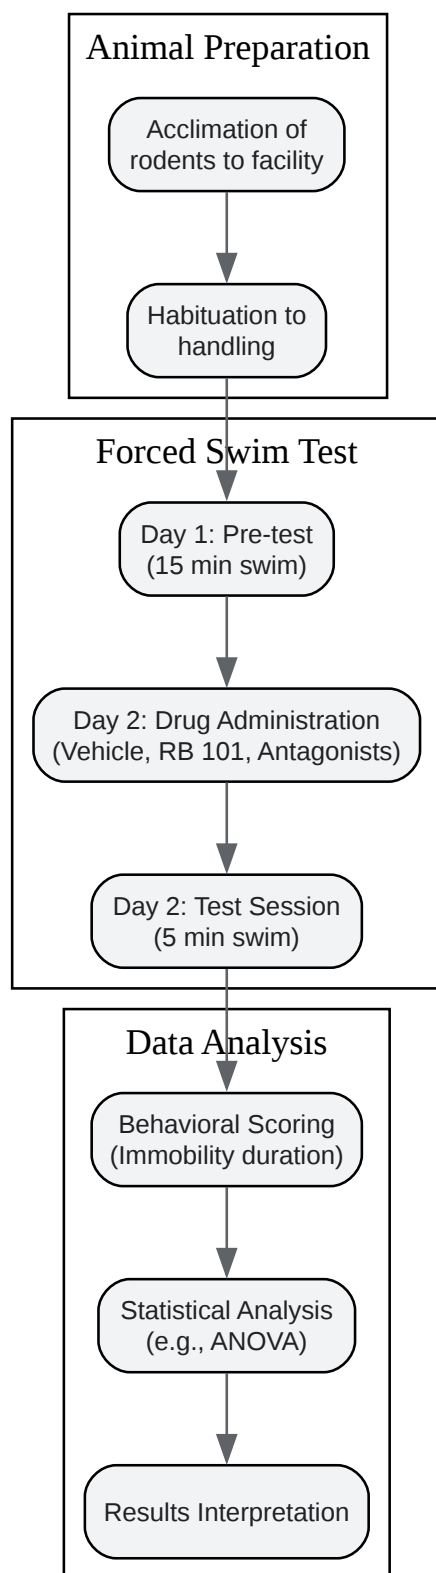 Animal Preparation
Acclimation of
rodents to facility
Habituation to
handling
Forced Swim Test
Day 1: Pre-test
(15 min swim)
Day 2: Drug Administration
(Vehicle, RB 101, Antagonists)
Day 2: Test Session
(5 min swim)
Data Analysis
Behavioral Scoring
(Immobility duration)
Statistical Analysis
(e.g., ANOVA)
Results Interpretation